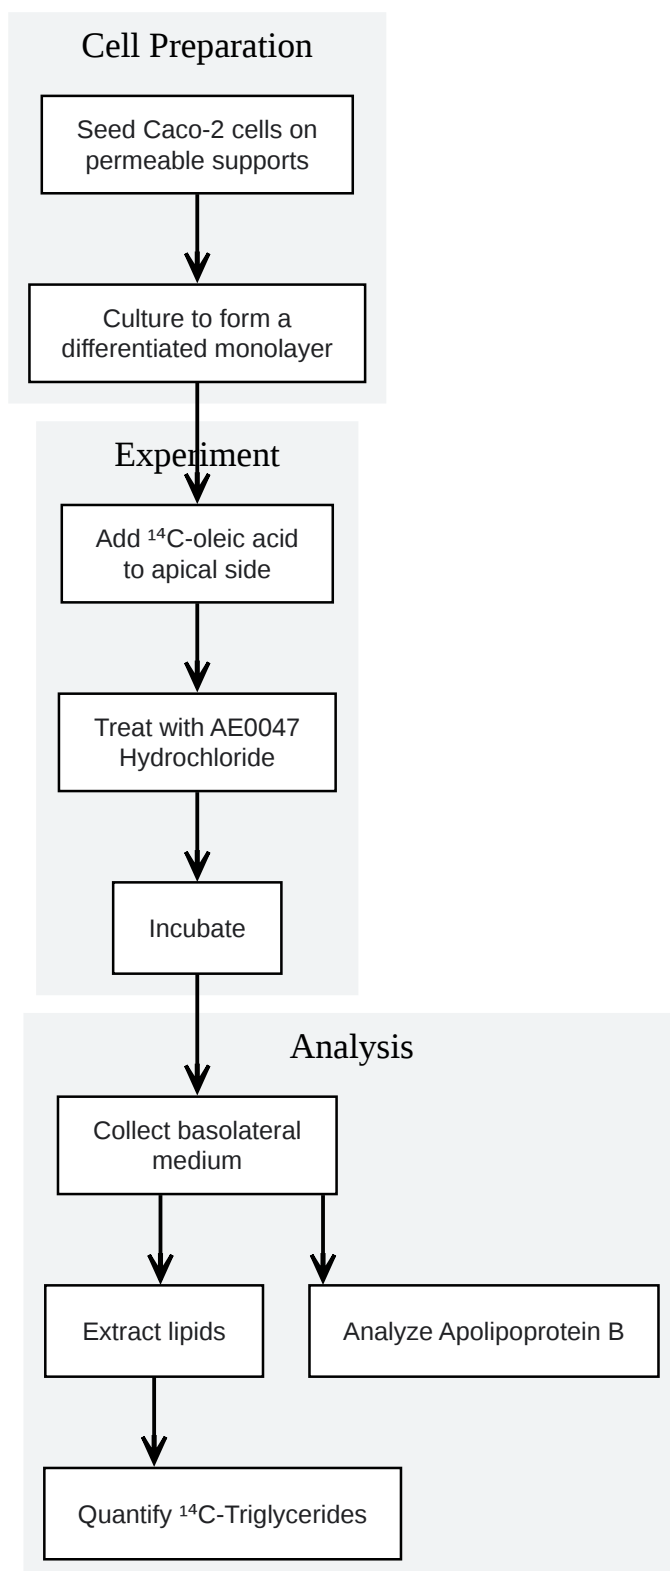 Cell Preparation
Seed Caco-2 cells on
permeable supports
Culture to form a
differentiated monolayer
Experiment
Add ¹⁴C-oleic acid
to apical side
Treat with AE0047
Hydrochloride
Incubate
Analysis
Collect basolateral
medium
Extract lipids
Analyze Apolipoprotein B
Quantify ¹⁴C-Triglycerides